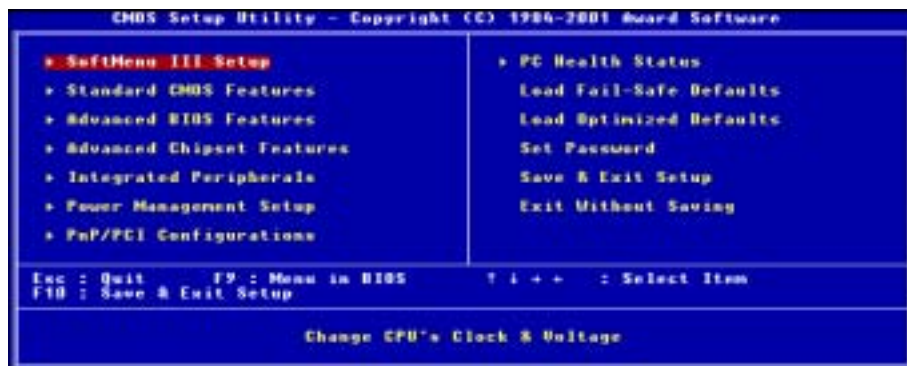 CMOS Setup Utility - Copyright (C) 1984-2001 Award Software
▸ SoftMenu III Setup
▸ Standard CMOS Features
▸ Advanced BIOS Features
▸ Advanced Chipset Features
▸ Integrated Peripherals
▸ Power Management Setup
▸ PnP/PCI Configurations
▸ PC Health Status
Load Fail-Safe Defaults
Load Optimized Defaults
Set Password
Save & Exit Setup
Exit Without Saving
Esc : Quit F9 : Menu in BIOS ↑ ↓ → ← : Select Item
F10 : Save & Exit Setup
Change CPU's Clock & Voltage